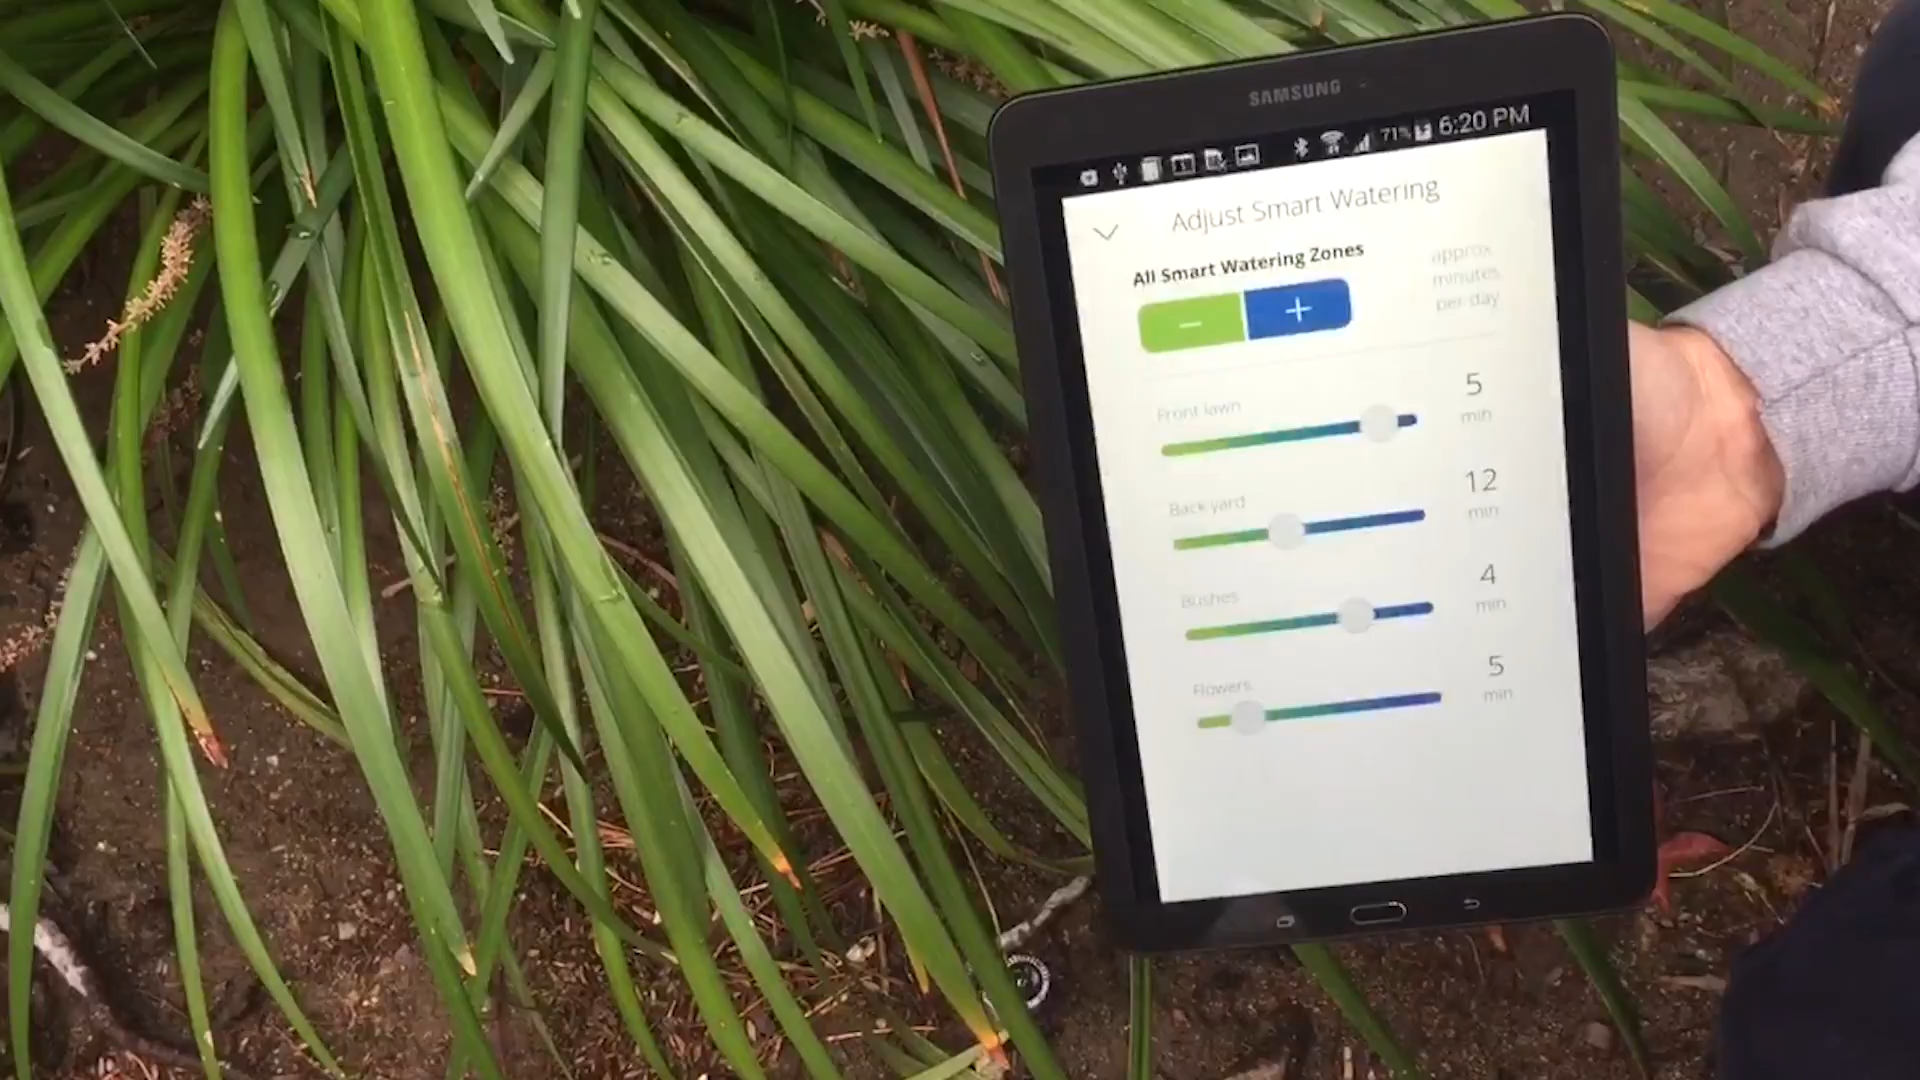 SAMSUNG
71% 6:20 PM
Adjust Smart Watering
All Smart Watering Zones
approx
minutes
per day
− +
Front lawn
5
min
Back yard
12
min
Bushes
4
min
Flowers
5
min